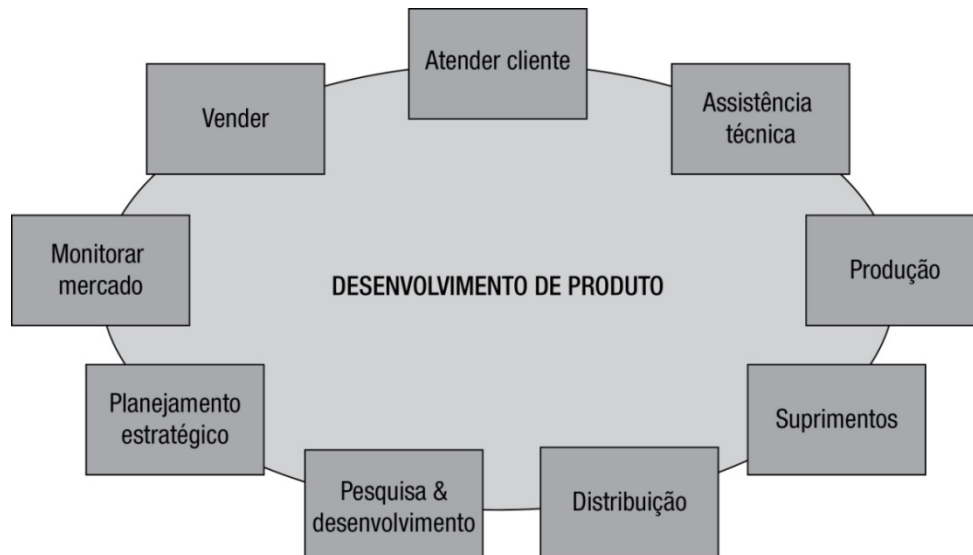 Atender cliente
Vender
Assistência
técnica
Monitorar
mercado
DESENVOLVIMENTO DE PRODUTO
Produção
Planejamento
estratégico
Suprimentos
Pesquisa &
desenvolvimento
Distribuição